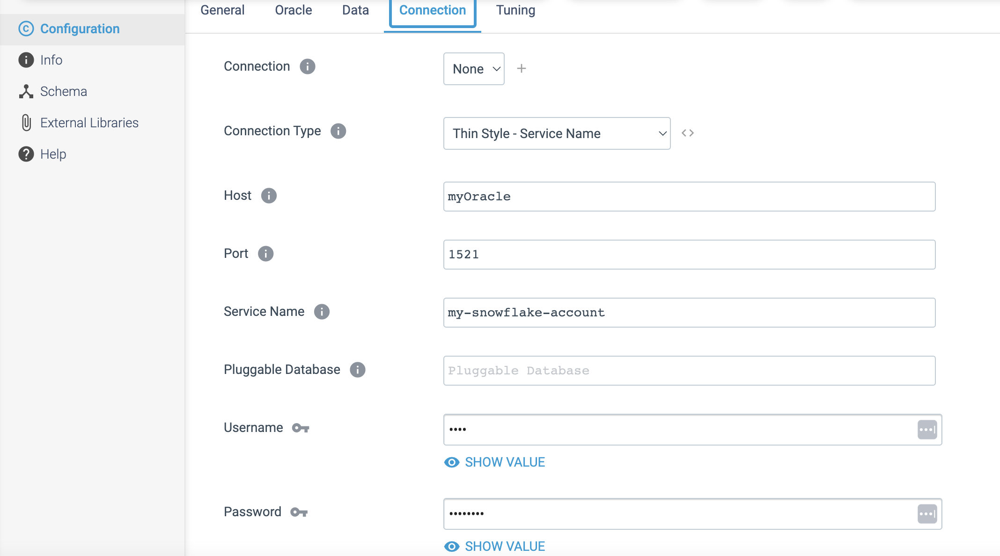 General Oracle Data Connection Tuning
Configuration
Info
Schema
External Libraries
Help
Connection None
Connection Type Thin Style - Service Name
Host myOracle
Port 1521
Service Name my-snowflake-account
Pluggable Database Pluggable Database
Username ••••
SHOW VALUE
Password ••••••••
SHOW VALUE